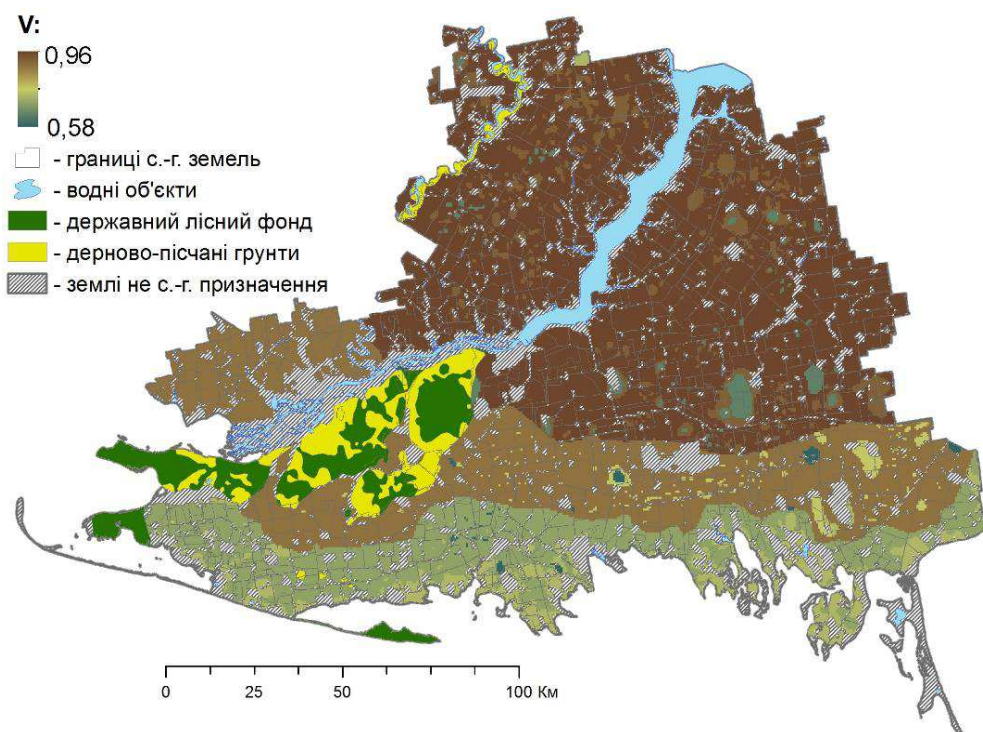 V:
0,96
0,58
- границі с.-г. земель
- водні об'єкти
- державний лісний фонд
- дерново-пісчані грунти
- землі не с.-г. призначення
0 25 50 100 Км